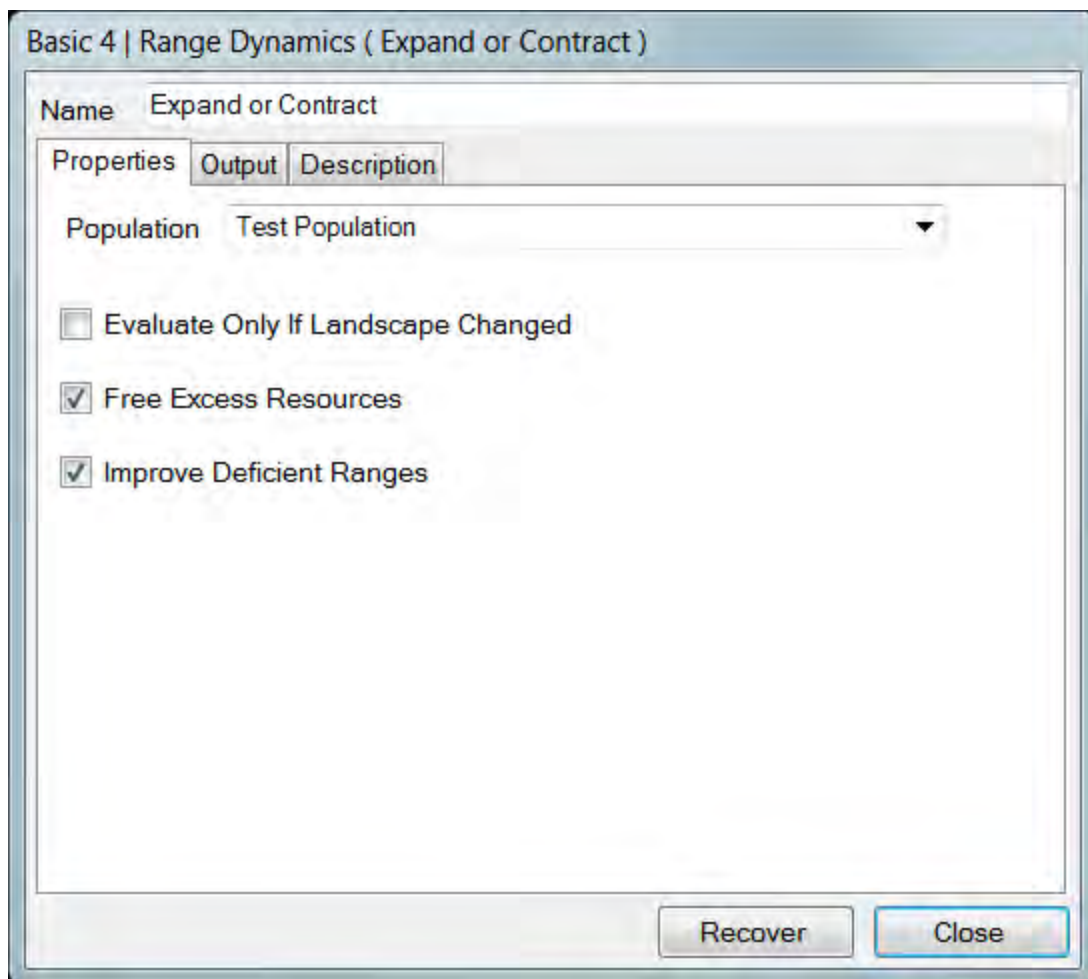 Basic 4 | Range Dynamics ( Expand or Contract )
Name Expand or Contract
Properties Output Description
Population Test Population
Evaluate Only If Landscape Changed
Free Excess Resources
Improve Deficient Ranges
Recover Close